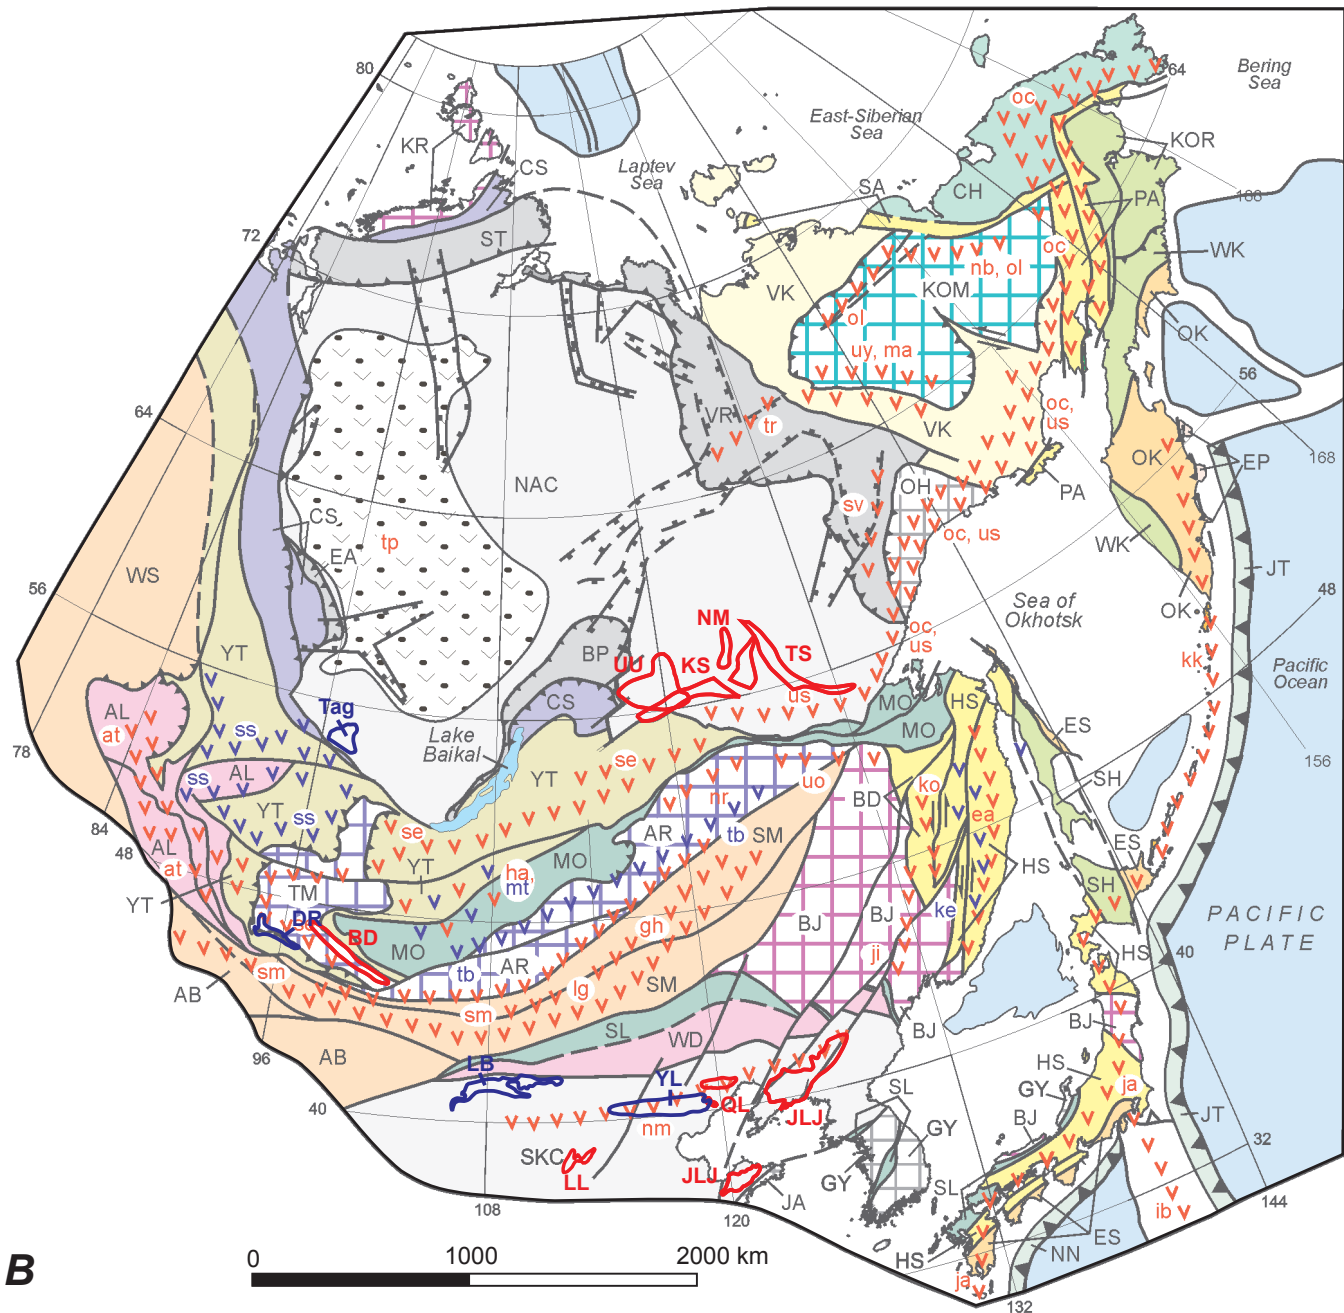 80
64
Bering
Sea
oc
East-Siberian
Sea
KR
CS
KOR
Laptev
Sea
SA
CH
PA
168
72
ST
oc
WK
nb, ol
VK
KOM
ol
OK
uy, ma
56
64
VR
tr
oc,
us
VK
OK
EP
168
NAC
OH
PA
sv
CS
tp
oc, us
WK
EA
WS
JT
56
48
Sea of
Okhotsk
OK
NM
oc,
us
YT
BP
UU
KS
TS
kk
Pacific
Ocean
us
CS
AL
Tag
MO
HS
at
MO
ES
ss
Lake
Baikal
78
156
se
YT
SH
ss
AL
uo
nr
BD
ko
YT
ss
ea
84
se
AR
tb
SM
ES
48
AL
MO
HS
at
YT
ha,
mt
SH
TM
YT
ke
DR
so
BD
gh
BJ
BJ
PACIFIC
PLATE
MO
HS
ji
40
sm
tb
AR
lg
SM
AB
sm
SL
BJ
BJ
96
AB
WD
HS
LB
YL
SL
GY
ja
40
QL
JLJ
BJ
JT
nm
GY
32
SKC
LL
JLJ
GY
SL
JA
144
108
120
ib
ES
HS
NN
B
0
1000
2000 km
ja
132